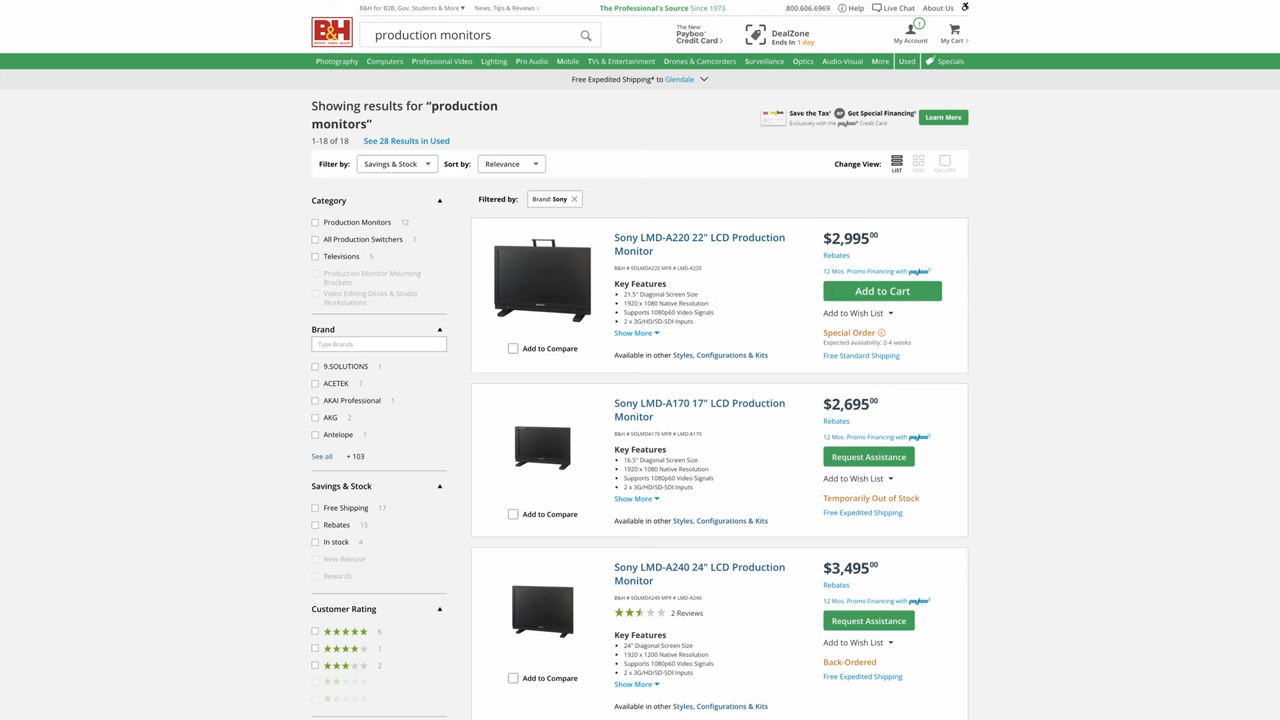 B&H for B2B, Gov, Students & More ▾ News, Tips & Reviews ›
The Professional's Source Since 1973
800.606.6969 Help Live Chat About Us
B&H
production monitors
The New
Payboo®
Credit Card ›
DealZone
Ends In 1 day
1
My Account
My Cart ›
Photography Computers Professional Video Lighting Pro Audio Mobile TVs & Entertainment Drones & Camcorders Surveillance Optics Audio-Visual More Used Specials
Free Expedited Shipping* to Glendale
Showing results for “production
monitors”
1-18 of 18 See 28 Results in Used
Save the Tax† or Get Special Financing‡
Exclusively with the payboo® Credit Card
Learn More
Filter by: Savings & Stock Sort by: Relevance
Change View: LIST GRID GALLERY
Category
Production Monitors 12
All Production Switchers 1
Televisions 5
Production Monitor Mounting
Brackets
Video Editing Desks & Studio
Workstations
Brand
Type Brands
9.SOLUTIONS 1
ACETEK 7
AKAI Professional 1
AKG 2
Antelope 1
See all + 103
Savings & Stock
Free Shipping 17
Rebates 15
In stock 4
New Release
Rewards
Customer Rating
6
1
2
Filtered by: Brand: Sony
Sony LMD-A220 22" LCD Production
Monitor
B&H # SOLMDA220 MFR # LMD-A220
Key Features
• 21.5" Diagonal Screen Size
• 1920 x 1080 Native Resolution
• Supports 1080p60 Video Signals
• 2 x 3G/HD/SD-SDI Inputs
Show More
Add to Compare
Available in other Styles, Configurations & Kits
$2,995.00
Rebates
12 Mos. Promo Financing with payboo®
Add to Cart
Add to Wish List
Special Order
Expected availability: 2-4 weeks
Free Standard Shipping
Sony LMD-A170 17" LCD Production
Monitor
B&H # SOLMDA170 MFR # LMD-A170
Key Features
• 16.5" Diagonal Screen Size
• 1920 x 1080 Native Resolution
• Supports 1080p60 Video Signals
• 2 x 3G/HD/SD-SDI Inputs
Show More
Add to Compare
Available in other Styles, Configurations & Kits
$2,695.00
Rebates
12 Mos. Promo Financing with payboo®
Request Assistance
Add to Wish List
Temporarily Out of Stock
Free Expedited Shipping
Sony LMD-A240 24" LCD Production
Monitor
B&H # SOLMDA240 MFR # LMD-A240
2 Reviews
Key Features
• 24" Diagonal Screen Size
• 1920 x 1200 Native Resolution
• Supports 1080p60 Video Signals
• 2 x 3G/HD/SD-SDI Inputs
Show More
Add to Compare
Available in other Styles, Configurations & Kits
$3,495.00
Rebates
12 Mos. Promo Financing with payboo®
Request Assistance
Add to Wish List
Back-Ordered
Free Expedited Shipping